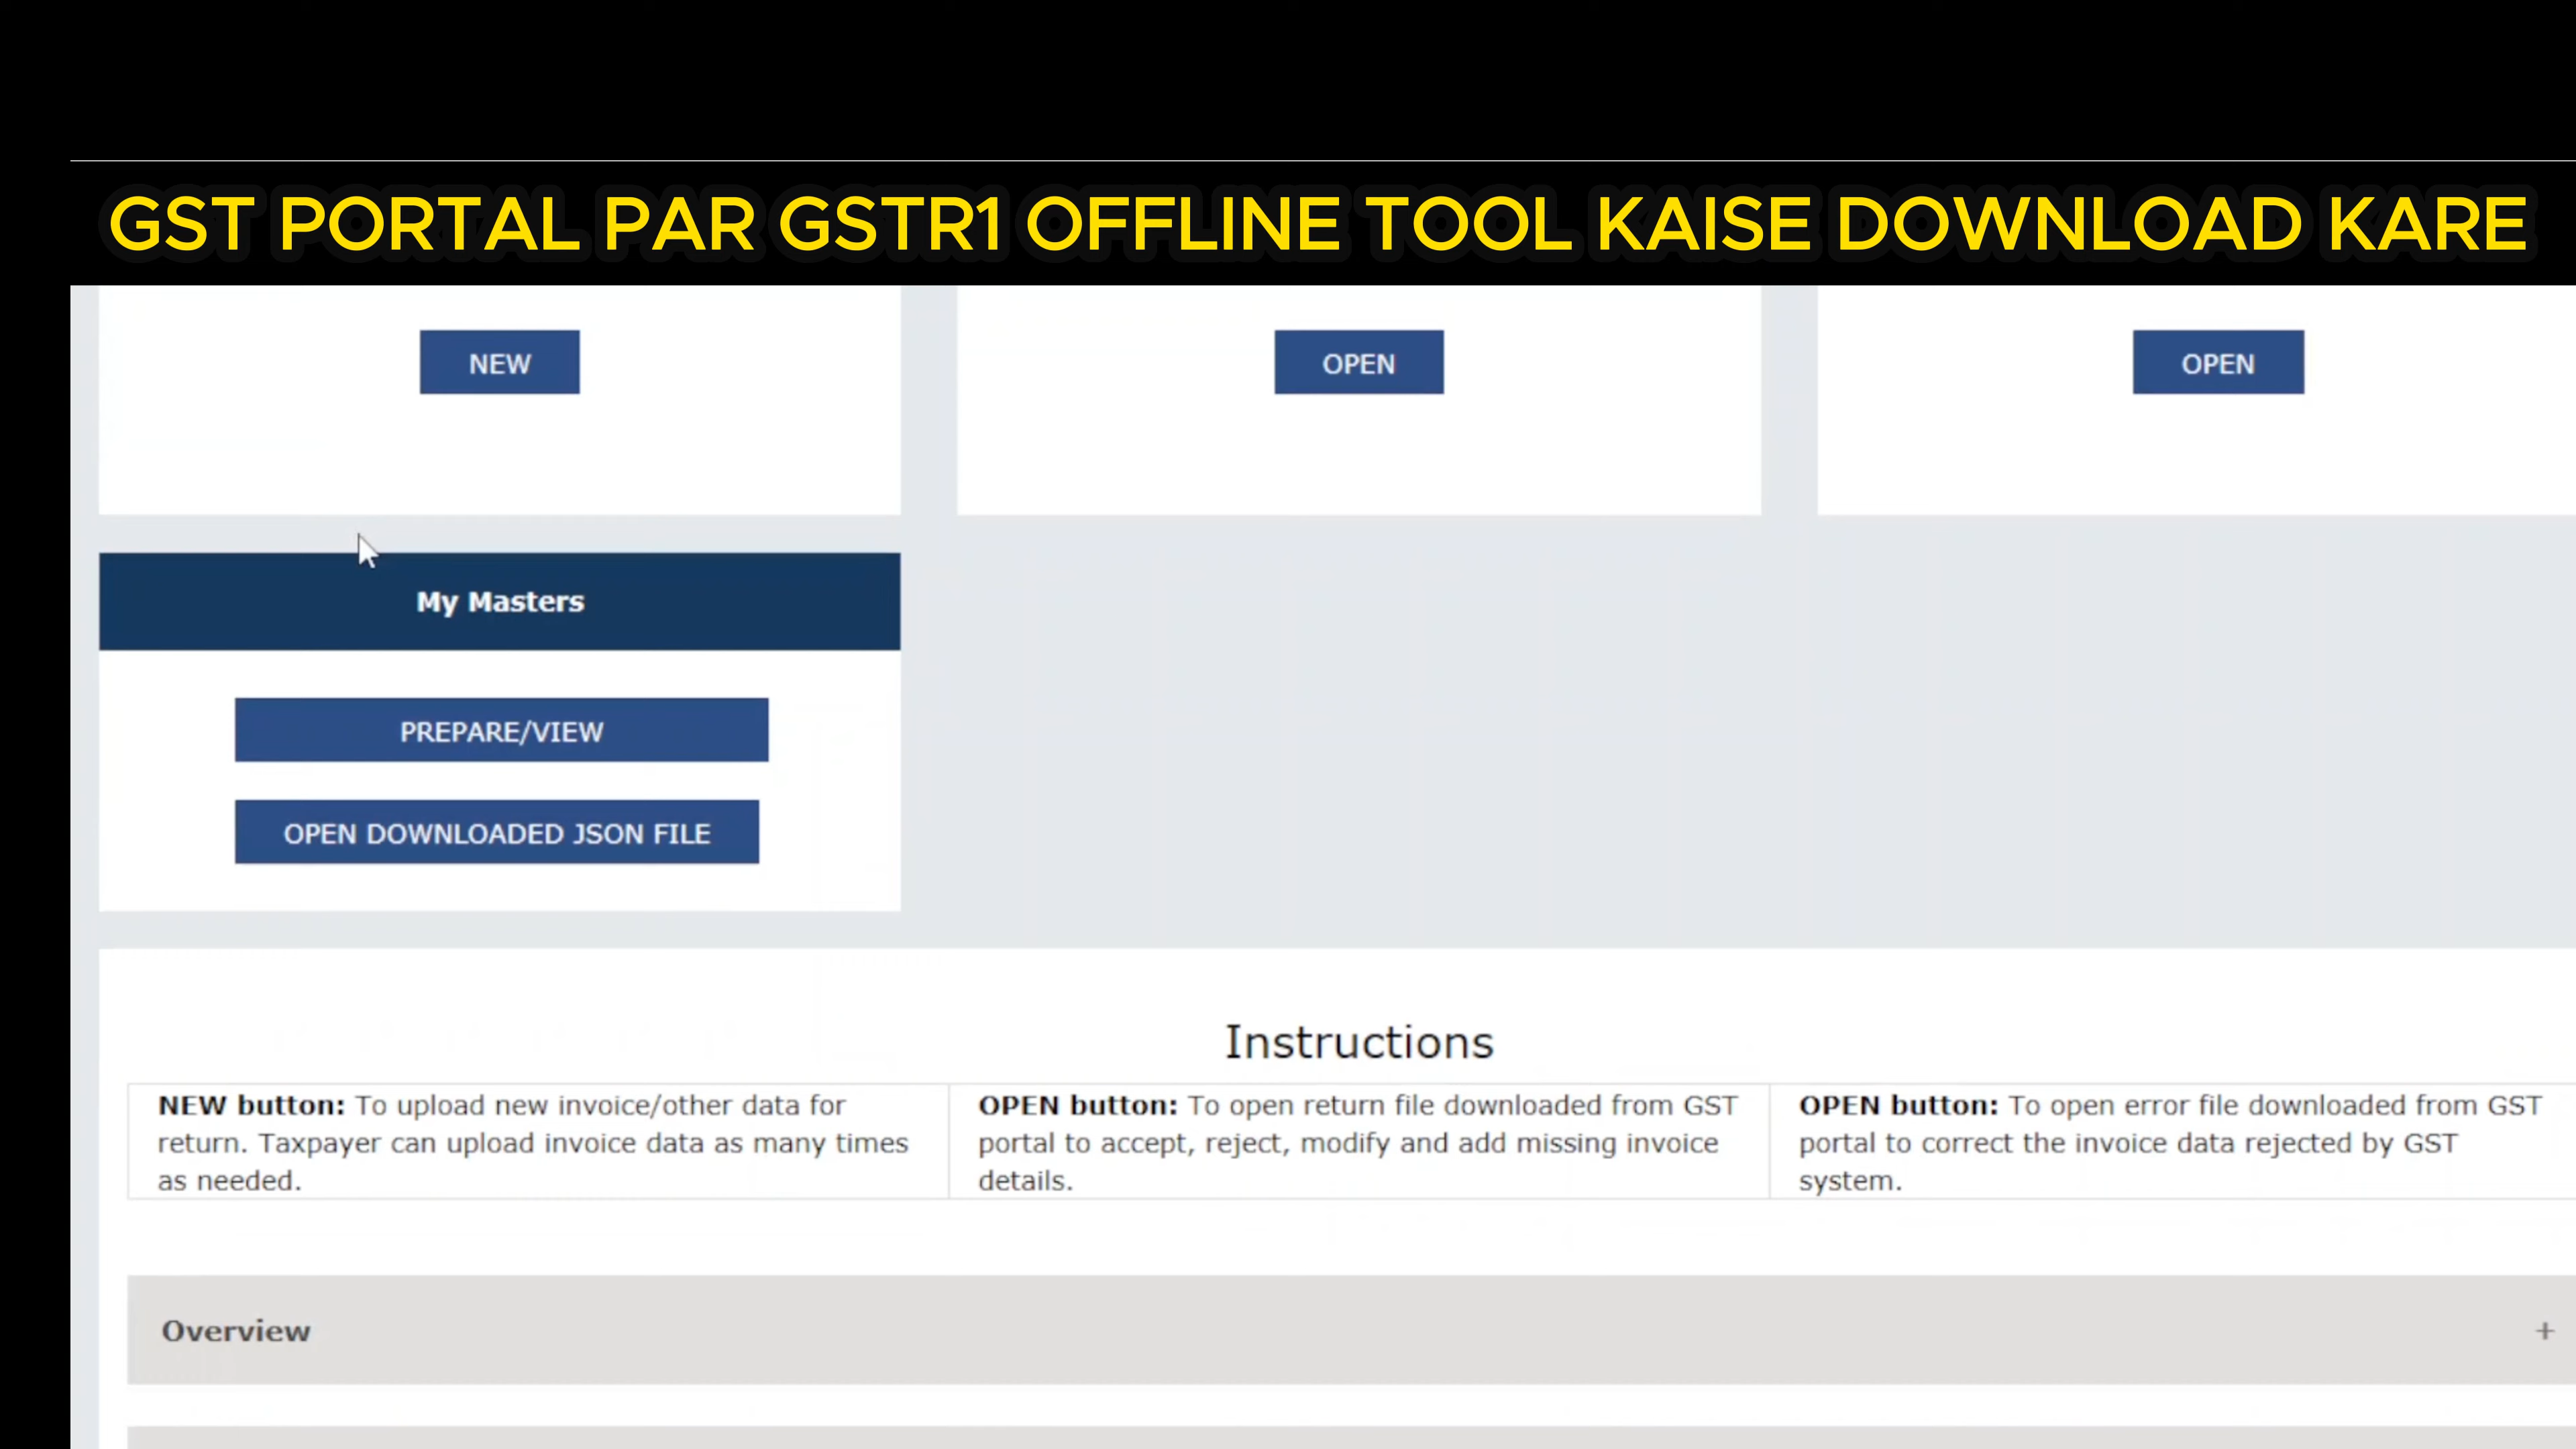 GST PORTAL PAR GSTR1 OFFLINE TOOL KAISE DOWNLOAD KARE
NEW
OPEN
OPEN
My Masters
PREPARE/VIEW
OPEN DOWNLOADED JSON FILE
Instructions
NEW button: To upload new invoice/other data for
return. Taxpayer can upload invoice data as many times
as needed.
OPEN button: To open return file downloaded from GST
portal to accept, reject, modify and add missing invoice
details.
OPEN button: To open error file downloaded from GST
portal to correct the invoice data rejected by GST
system.
Overview +